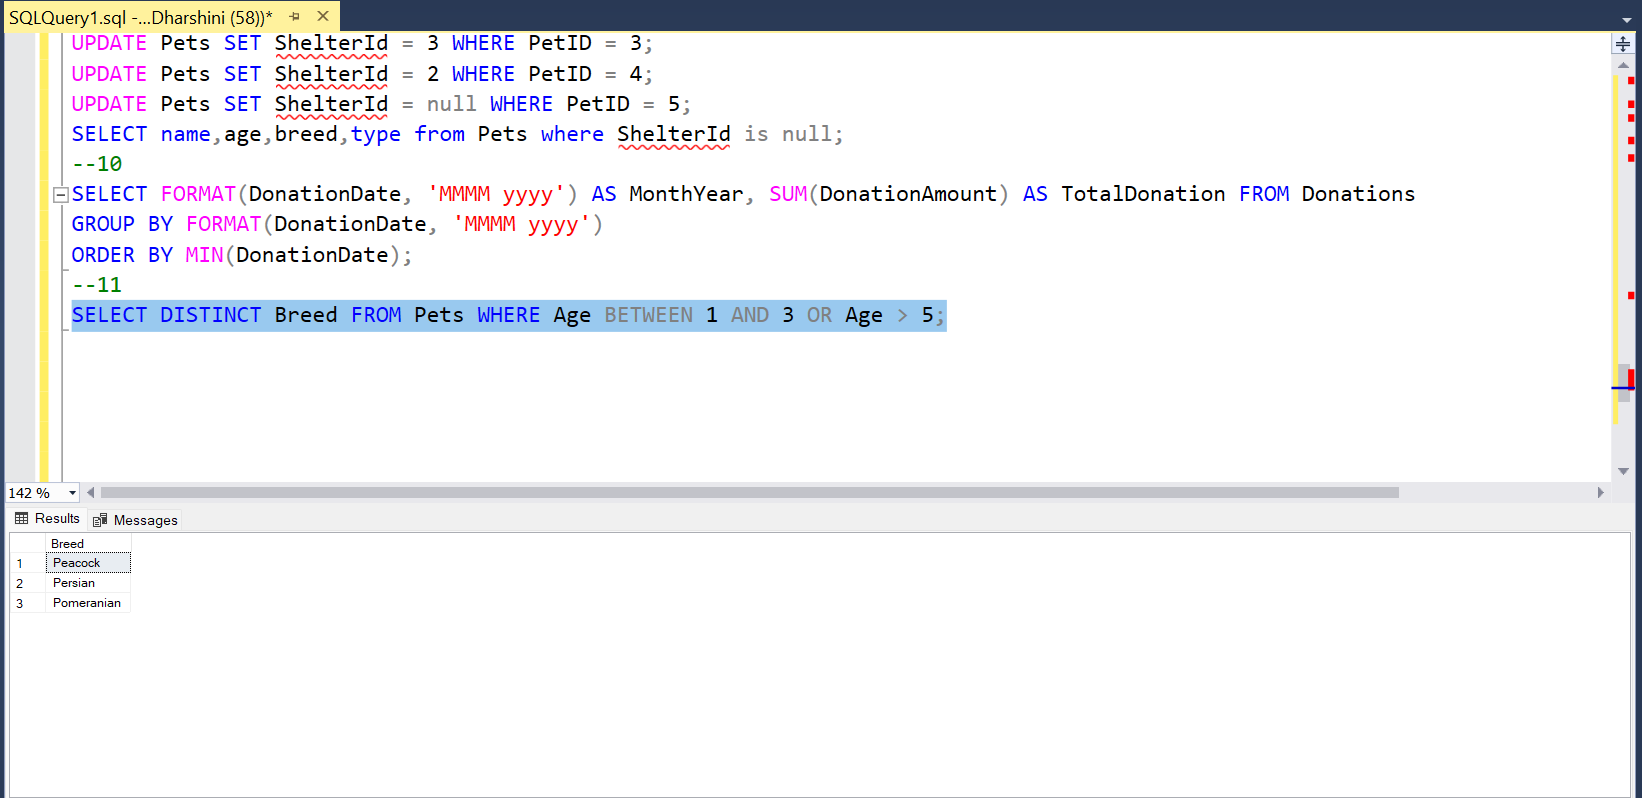 SQLQuery1.sql -...Dharshini (58))*
UPDATE Pets SET ShelterId = 3 WHERE PetID = 3;
UPDATE Pets SET ShelterId = 2 WHERE PetID = 4;
UPDATE Pets SET ShelterId = null WHERE PetID = 5;
SELECT name,age,breed,type from Pets where ShelterId is null;
--10
SELECT FORMAT(DonationDate, 'MMMM yyyy') AS MonthYear, SUM(DonationAmount) AS TotalDonation FROM Donations
GROUP BY FORMAT(DonationDate, 'MMMM yyyy')
ORDER BY MIN(DonationDate);
--11
SELECT DISTINCT Breed FROM Pets WHERE Age BETWEEN 1 AND 3 OR Age > 5;
142 %
Results Messages
Breed
1 Peacock
2 Persian
3 Pomeranian